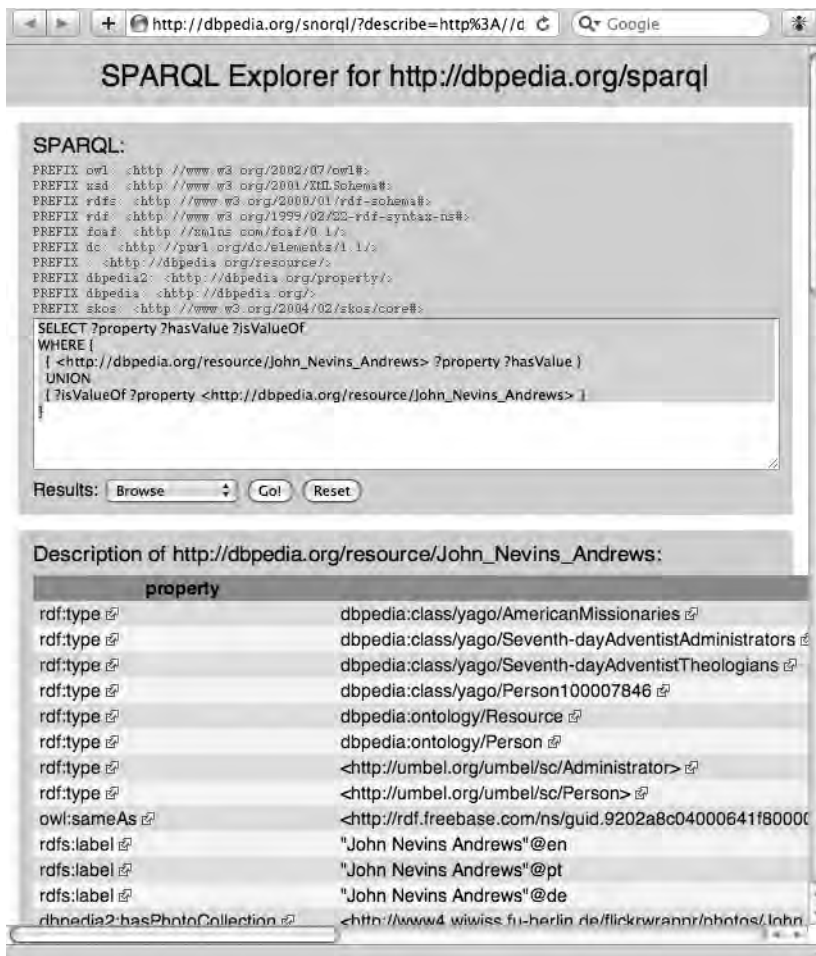 http://dbpedia.org/snorql/?describe=http%3A//d
Google
SPARQL Explorer for http://dbpedia.org/sparql
SPARQL:
PREFIX owl: <http://www.w3.org/2002/07/owl#>
PREFIX xsd: <http://www.w3.org/2001/XMLSchema#>
PREFIX rdfs: <http://www.w3.org/2000/01/rdf-schema#>
PREFIX rdf: <http://www.w3.org/1999/02/22-rdf-syntax-ns#>
PREFIX foaf: <http://xmlns.com/foaf/0.1/>
PREFIX dc: <http://purl.org/dc/elements/1.1/>
PREFIX : <http://dbpedia.org/resource/>
PREFIX dbpedia2: <http://dbpedia.org/property/>
PREFIX dbpedia: <http://dbpedia.org/>
PREFIX skos: <http://www.w3.org/2004/02/skos/core#>
SELECT ?property ?hasValue ?isValueOf
WHERE {
{ <http://dbpedia.org/resource/John_Nevins_Andrews> ?property ?hasValue }
UNION
{ ?isValueOf ?property <http://dbpedia.org/resource/John_Nevins_Andrews> }
}
Results: Browse Go! Reset
Description of http://dbpedia.org/resource/John_Nevins_Andrews:
property
rdf:type dbpedia:class/yago/AmericanMissionaries
rdf:type dbpedia:class/yago/Seventh-dayAdventistAdministrators
rdf:type dbpedia:class/yago/Seventh-dayAdventistTheologians
rdf:type dbpedia:class/yago/Person100007846
rdf:type dbpedia:ontology/Resource
rdf:type dbpedia:ontology/Person
rdf:type <http://umbel.org/umbel/sc/Administrator>
rdf:type <http://umbel.org/umbel/sc/Person>
owl:sameAs <http://rdf.freebase.com/ns/guid.9202a8c04000641f80000
rdfs:label "John Nevins Andrews"@en
rdfs:label "John Nevins Andrews"@pt
rdfs:label "John Nevins Andrews"@de
dbpedia2:hasPhotoCollection <http://www4.wiwiss.fu-berlin.de/flickrwrappr/photos/John